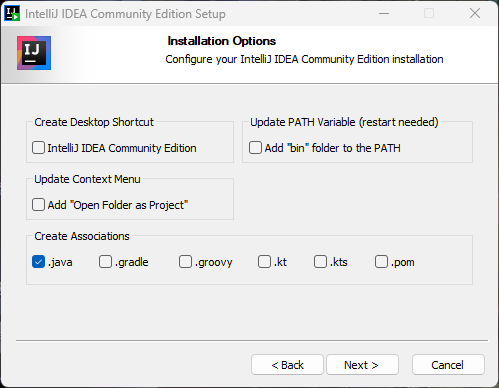 IntelliJ IDEA Community Edition Setup
IJ
Installation Options
Configure your IntelliJ IDEA Community Edition installation
Create Desktop Shortcut
IntelliJ IDEA Community Edition
Update PATH Variable (restart needed)
Add "bin" folder to the PATH
Update Context Menu
Add "Open Folder as Project"
Create Associations
.java .gradle .groovy .kt .kts .pom
< Back Next > Cancel